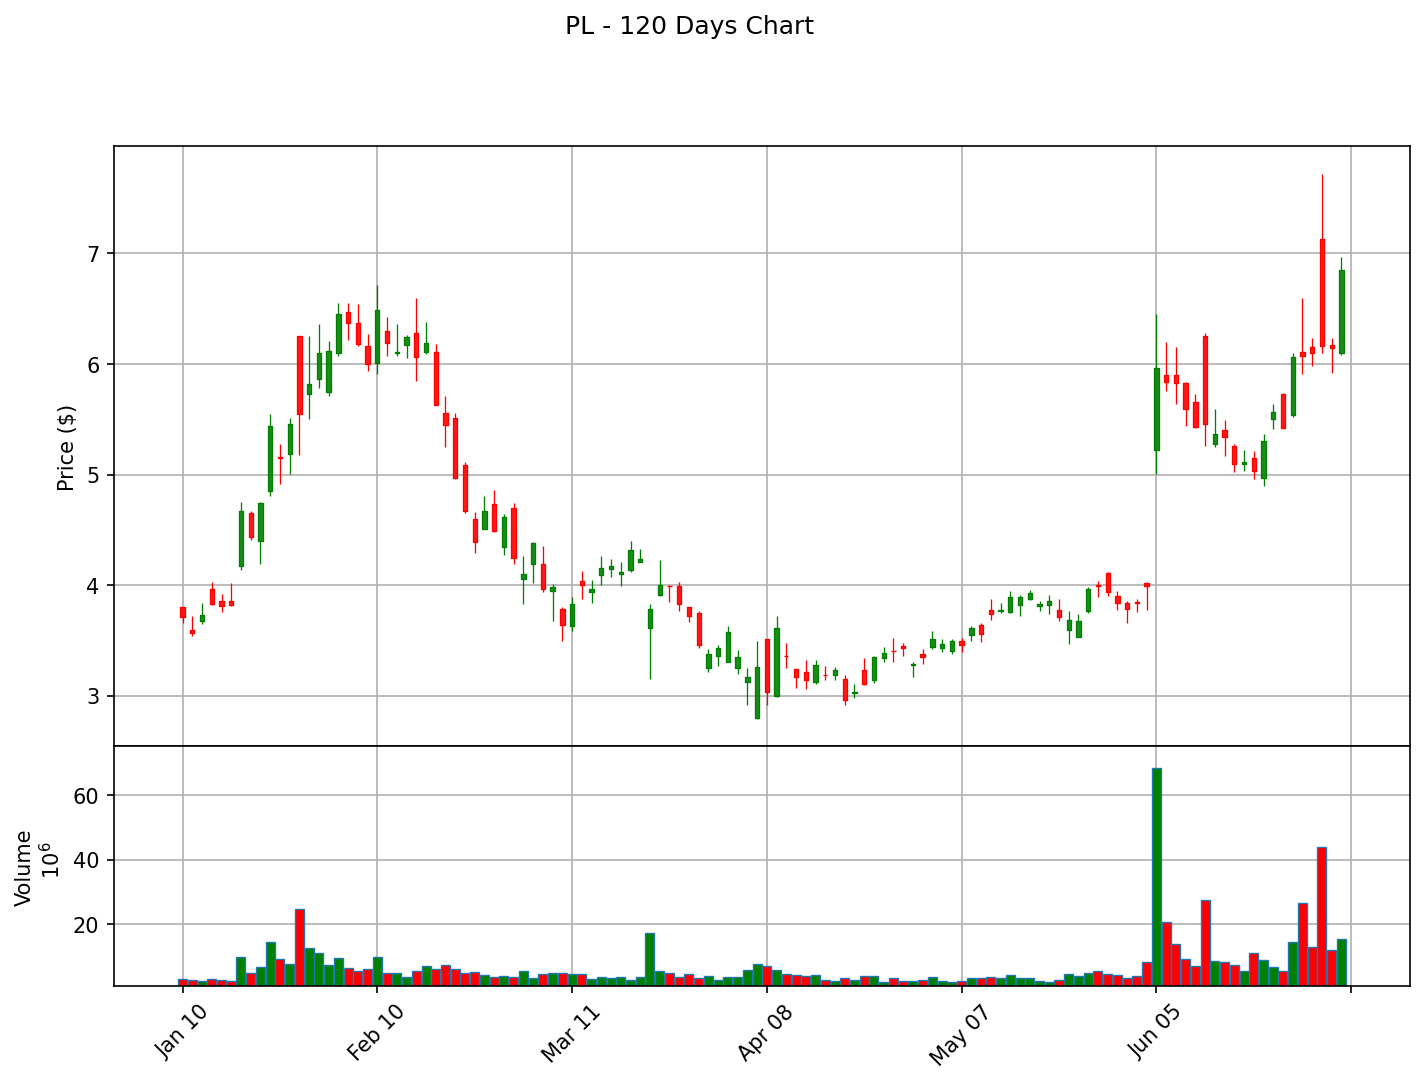 PL - 120 Days Chart
Price ($)
7
6
5
4
3
Volume
10^6
60
40
20
Jan 10
Feb 10
Mar 11
Apr 08
May 07
Jun 05